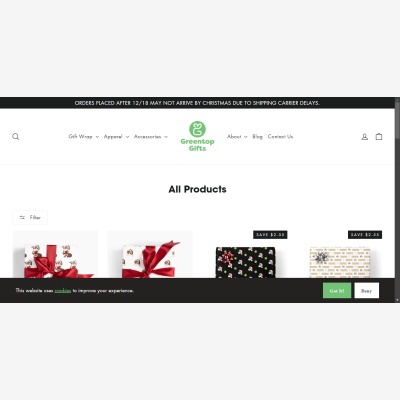 ORDERS PLACED AFTER 12/18 MAY NOT ARRIVE BY CHRISTMAS DUE TO SHIPPING CARRIER DELAYS.
Gift Wrap Apparel Accessories
Greentop
Gifts
About Blog Contact Us
All Products
Filter
SAVE $2.00
SAVE $2.00
This website uses cookies to improve your experience.
Got it!
Deny